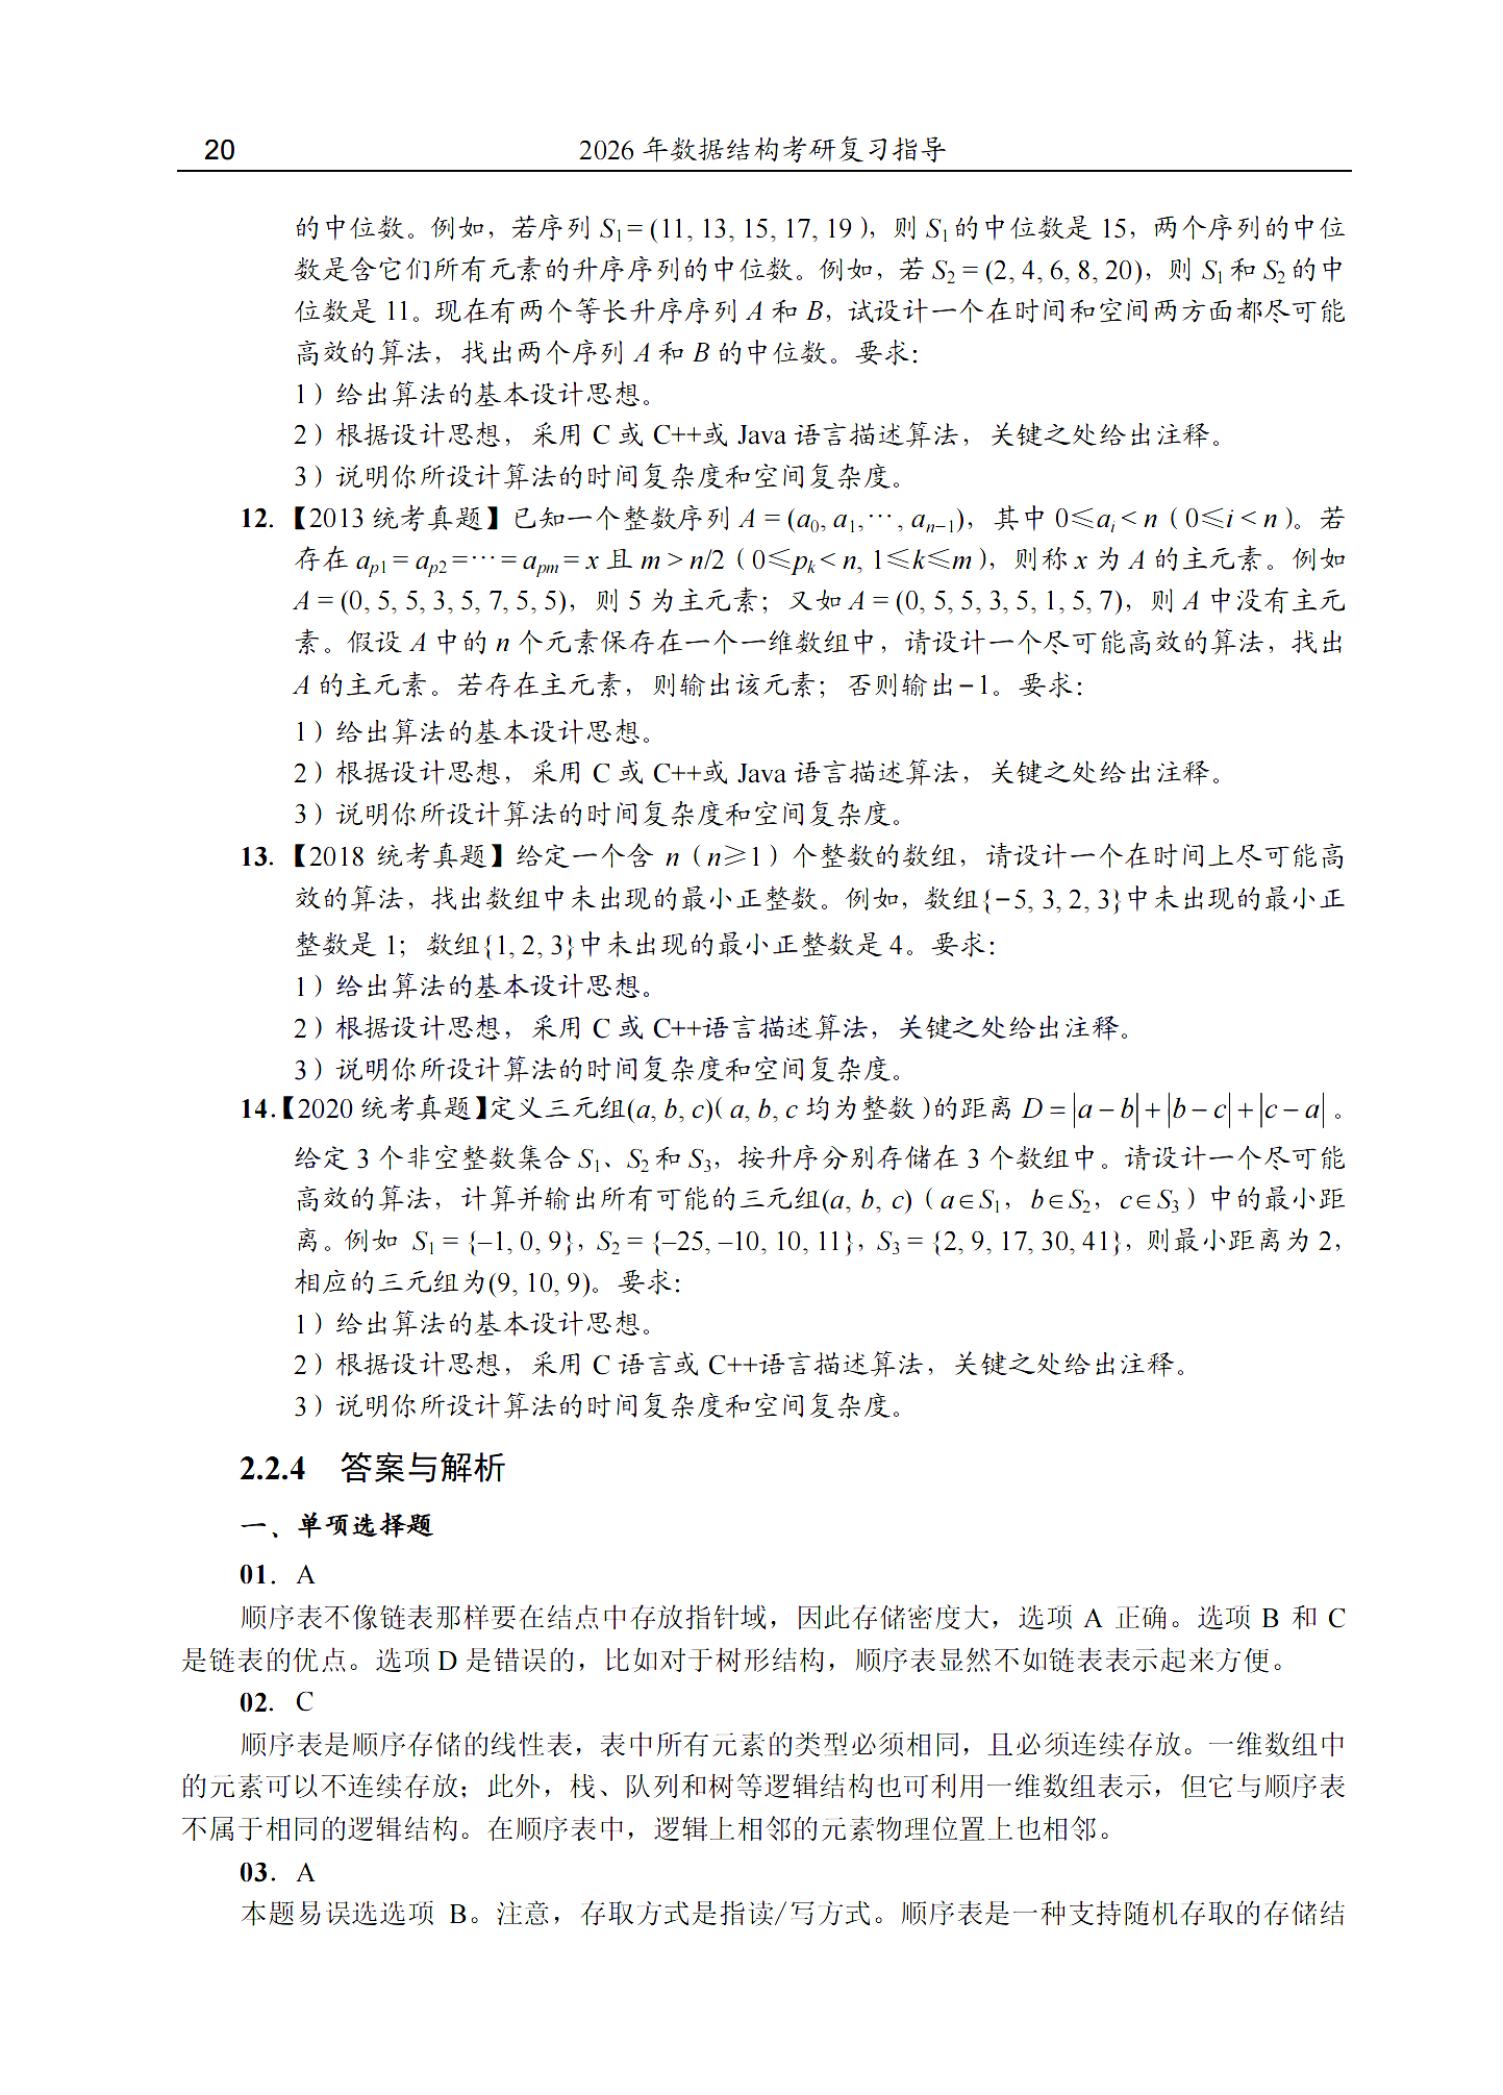 20 2026 年数据结构考研复习指导
的中位数。例如，若序列 S1 = (11, 13, 15, 17, 19 )，则 S1 的中位数是 15，两个序列的中位
数是含它们所有元素的升序序列的中位数。例如，若 S2 = (2, 4, 6, 8, 20)，则 S1 和 S2 的中
位数是 11。现在有两个等长升序序列 A 和 B，试设计一个在时间和空间两方面都尽可能
高效的算法，找出两个序列 A 和 B 的中位数。要求：
1）给出算法的基本设计思想。
2）根据设计思想，采用 C 或 C++或 Java 语言描述算法，关键之处给出注释。
3）说明你所设计算法的时间复杂度和空间复杂度。
12. 【2013 统考真题】已知一个整数序列 A = (a0, a1, ⋯ , an−1)，其中 0≤ai < n（0≤i < n）。若
存在 ap1 = ap2 = ⋯ = apm = x 且 m > n/2（0≤pk < n, 1≤k≤m），则称 x 为 A 的主元素。例如
A = (0, 5, 5, 3, 5, 7, 5, 5)，则 5 为主元素；又如 A = (0, 5, 5, 3, 5, 1, 5, 7)，则 A 中没有主元
素。假设 A 中的 n 个元素保存在一个一维数组中，请设计一个尽可能高效的算法，找出
A 的主元素。若存在主元素，则输出该元素；否则输出−1。要求：
1）给出算法的基本设计思想。
2）根据设计思想，采用 C 或 C++或 Java 语言描述算法，关键之处给出注释。
3）说明你所设计算法的时间复杂度和空间复杂度。
13. 【2018 统考真题】给定一个含 n（n≥1）个整数的数组，请设计一个在时间上尽可能高
效的算法，找出数组中未出现的最小正整数。例如，数组{−5, 3, 2, 3}中未出现的最小正
整数是 1；数组{1, 2, 3}中未出现的最小正整数是 4。要求：
1）给出算法的基本设计思想。
2）根据设计思想，采用 C 或 C++语言描述算法，关键之处给出注释。
3）说明你所设计算法的时间复杂度和空间复杂度。
14.【2020 统考真题】定义三元组(a, b, c)( a, b, c 均为整数 )的距离 D = |a − b| + |b − c| + |c − a| 。
给定 3 个非空整数集合 S1、S2 和 S3，按升序分别存储在 3 个数组中。请设计一个尽可能
高效的算法，计算并输出所有可能的三元组(a, b, c)（a∈S1，b∈S2，c∈S3）中的最小距
离。例如 S1 = {–1, 0, 9}，S2 = {–25, –10, 10, 11}，S3 = {2, 9, 17, 30, 41}，则最小距离为 2，
相应的三元组为(9, 10, 9)。要求：
1）给出算法的基本设计思想。
2）根据设计思想，采用 C 语言或 C++语言描述算法，关键之处给出注释。
3）说明你所设计算法的时间复杂度和空间复杂度。
2.2.4 答案与解析
一、单项选择题
01. A
顺序表不像链表那样要在结点中存放指针域，因此存储密度大，选项 A 正确。选项 B 和 C
是链表的优点。选项 D 是错误的，比如对于树形结构，顺序表显然不如链表表示起来方便。
02. C
顺序表是顺序存储的线性表，表中所有元素的类型必须相同，且必须连续存放。一维数组中
的元素可以不连续存放；此外，栈、队列和树等逻辑结构也可利用一维数组表示，但它与顺序表
不属于相同的逻辑结构。在顺序表中，逻辑上相邻的元素物理位置上也相邻。
03. A
本题易误选选项 B。注意，存取方式是指读/写方式。顺序表是一种支持随机存取的存储结